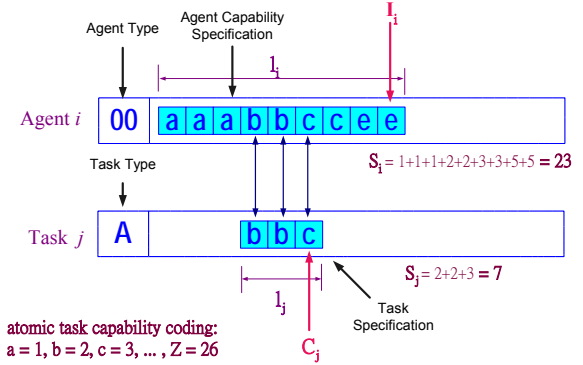 Agent Type
Agent Capability
Specification
I_i
l_i
Agent i
00
a a a b b c c e e
Task Type
S_i = 1+1+1+2+2+3+3+5+5 = 23
Task j
A
b b c
S_j = 2+2+3 = 7
l_j
Task
Specification
C_j
atomic task capability coding:
a = 1, b = 2, c = 3, ... , Z = 26